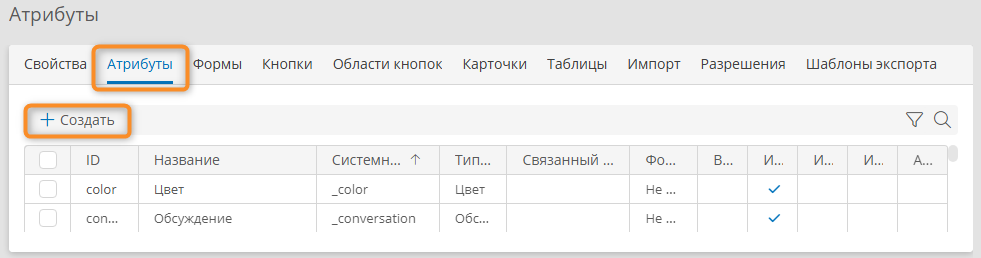 Атрибуты
Свойства Атрибуты Формы Кнопки Области кнопок Карточки Таблицы Импорт Разрешения Шаблоны экспорта
+ Создать
ID Название Системн... ↑ Тип... Связанный ... Фо... В... И... И... И... А...
color Цвет _color Цвет Не ...
con... Обсуждение _conversation Обс... Не ...